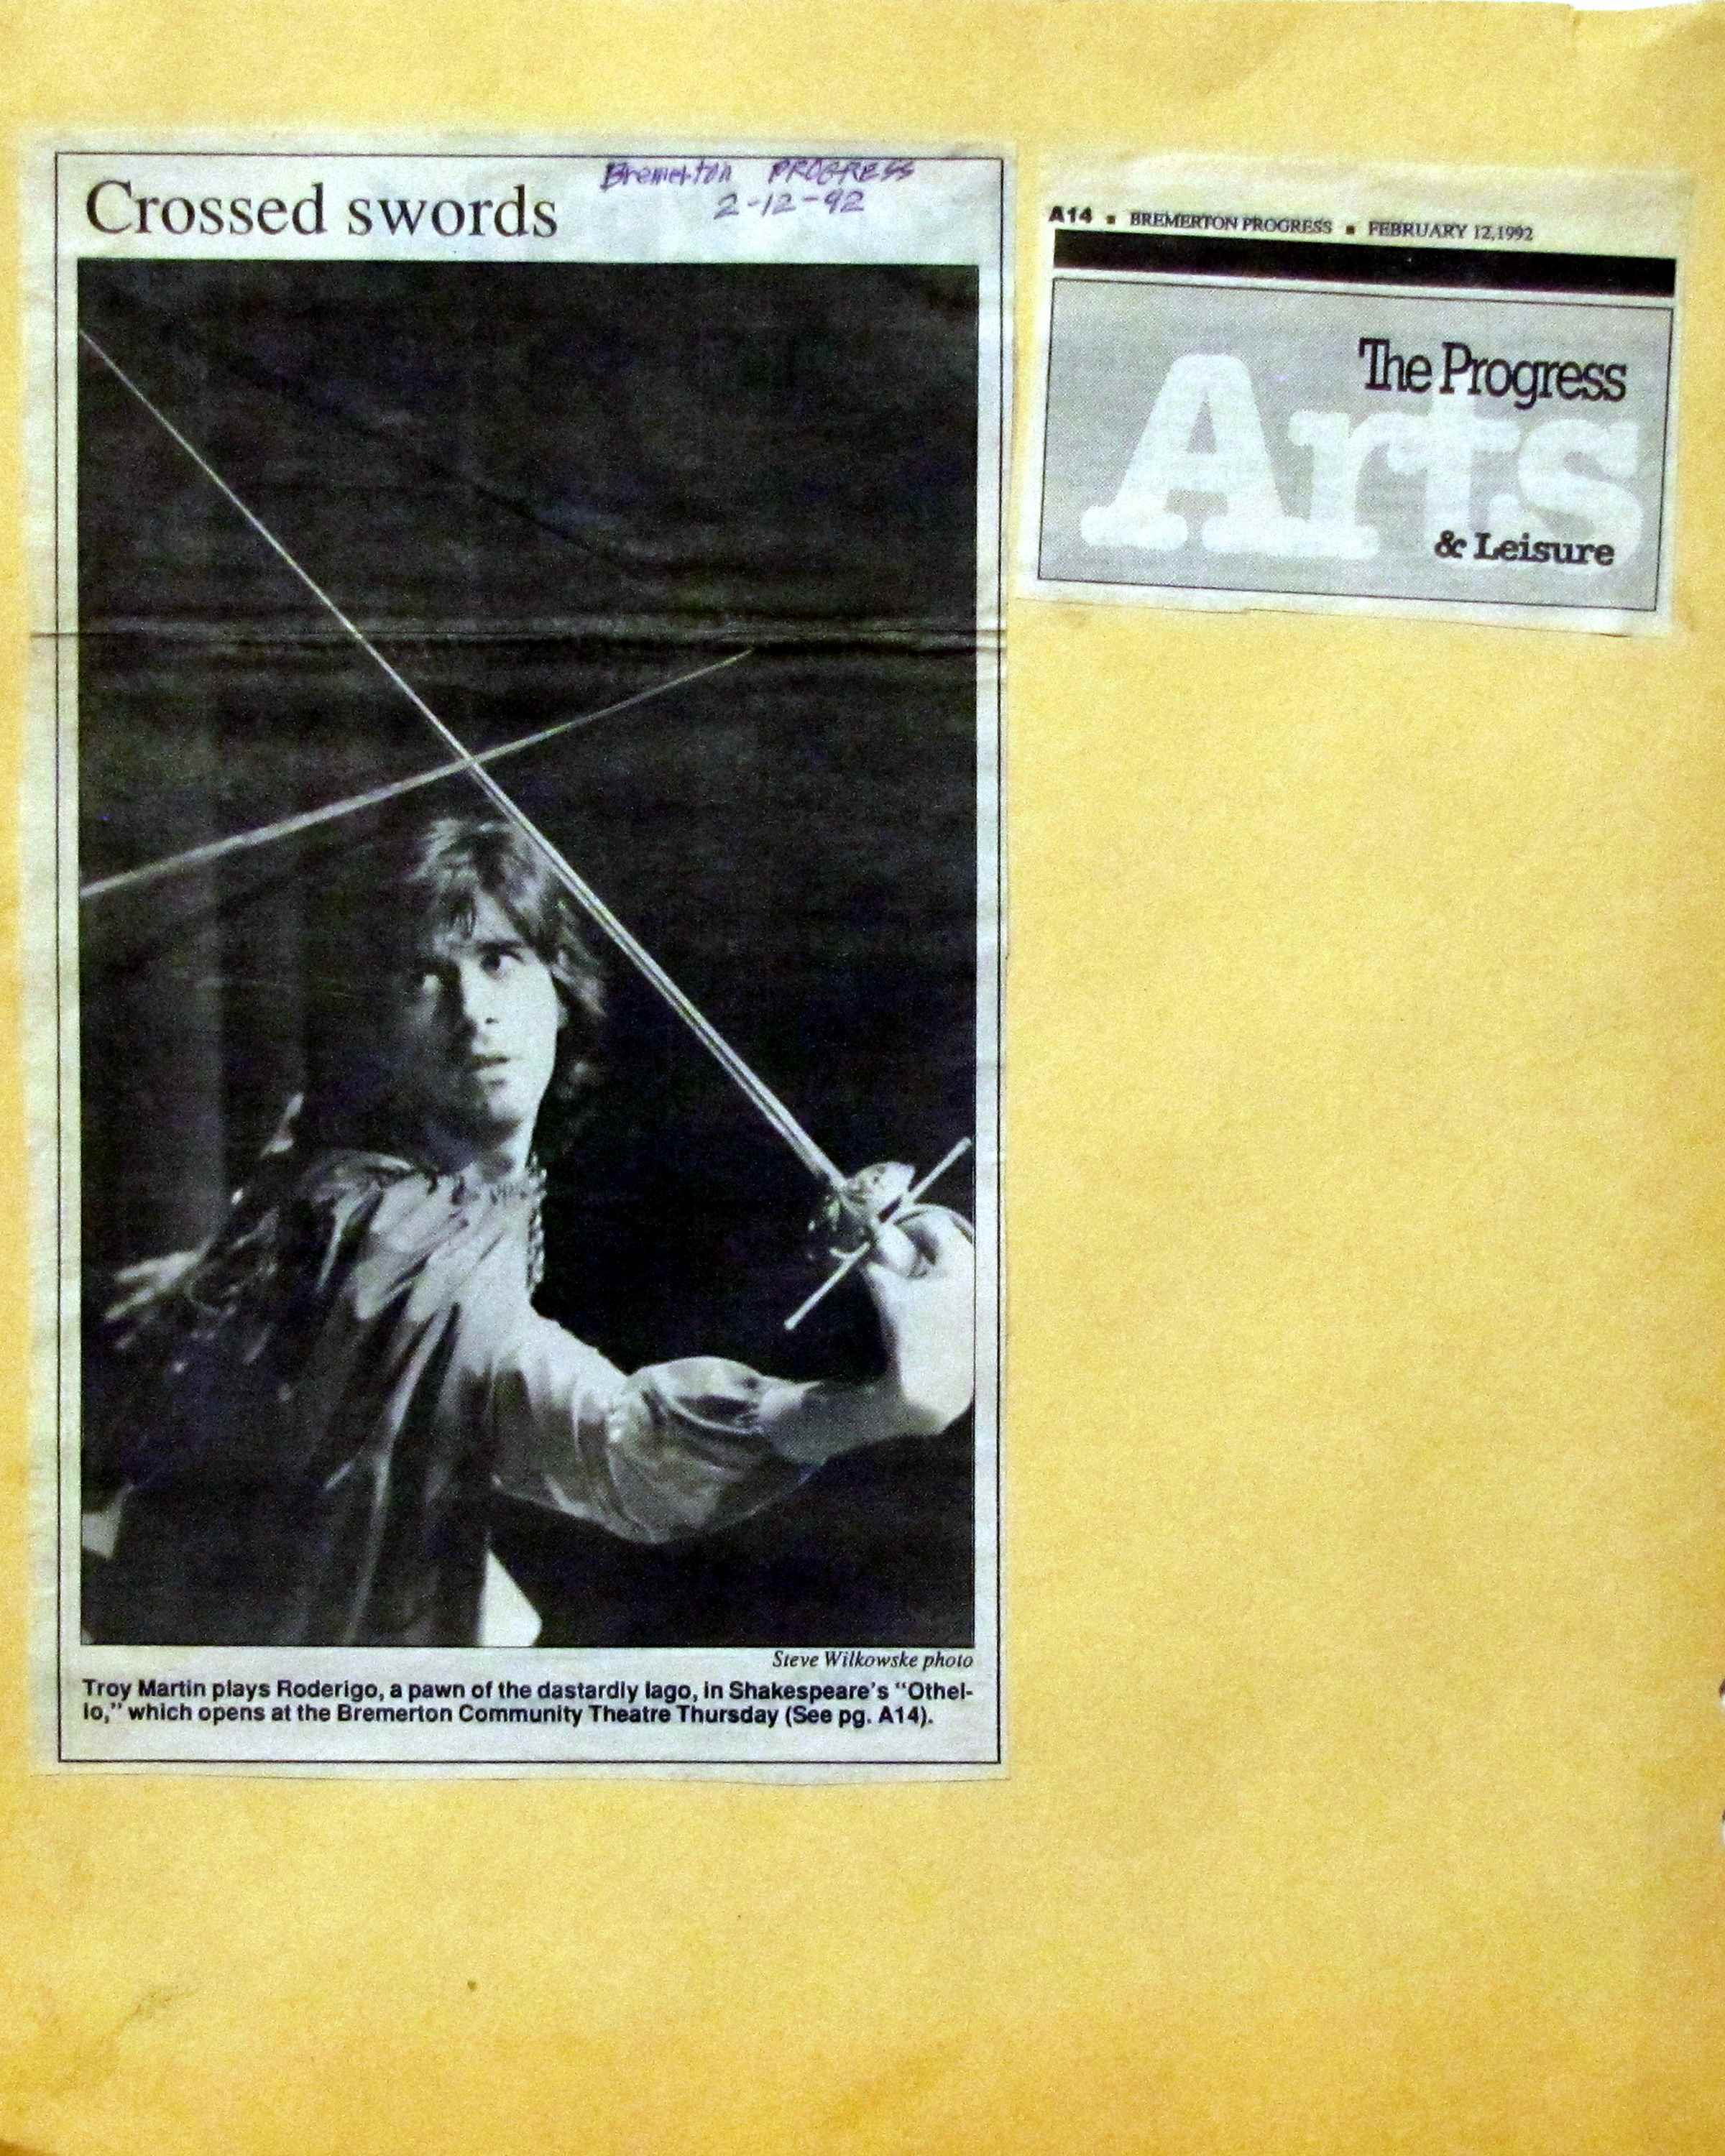 Crossed swords
Bremerton PROGRESS
2-12-92
Steve Wilkowske photo
Troy Martin plays Roderigo, a pawn of the dastardly Iago, in Shakespeare's "Othel-
lo," which opens at the Bremerton Community Theatre Thursday (See pg. A14).
A14 ■ BREMERTON PROGRESS ■ FEBRUARY 12,1992
The Progress
Arts
& Leisure